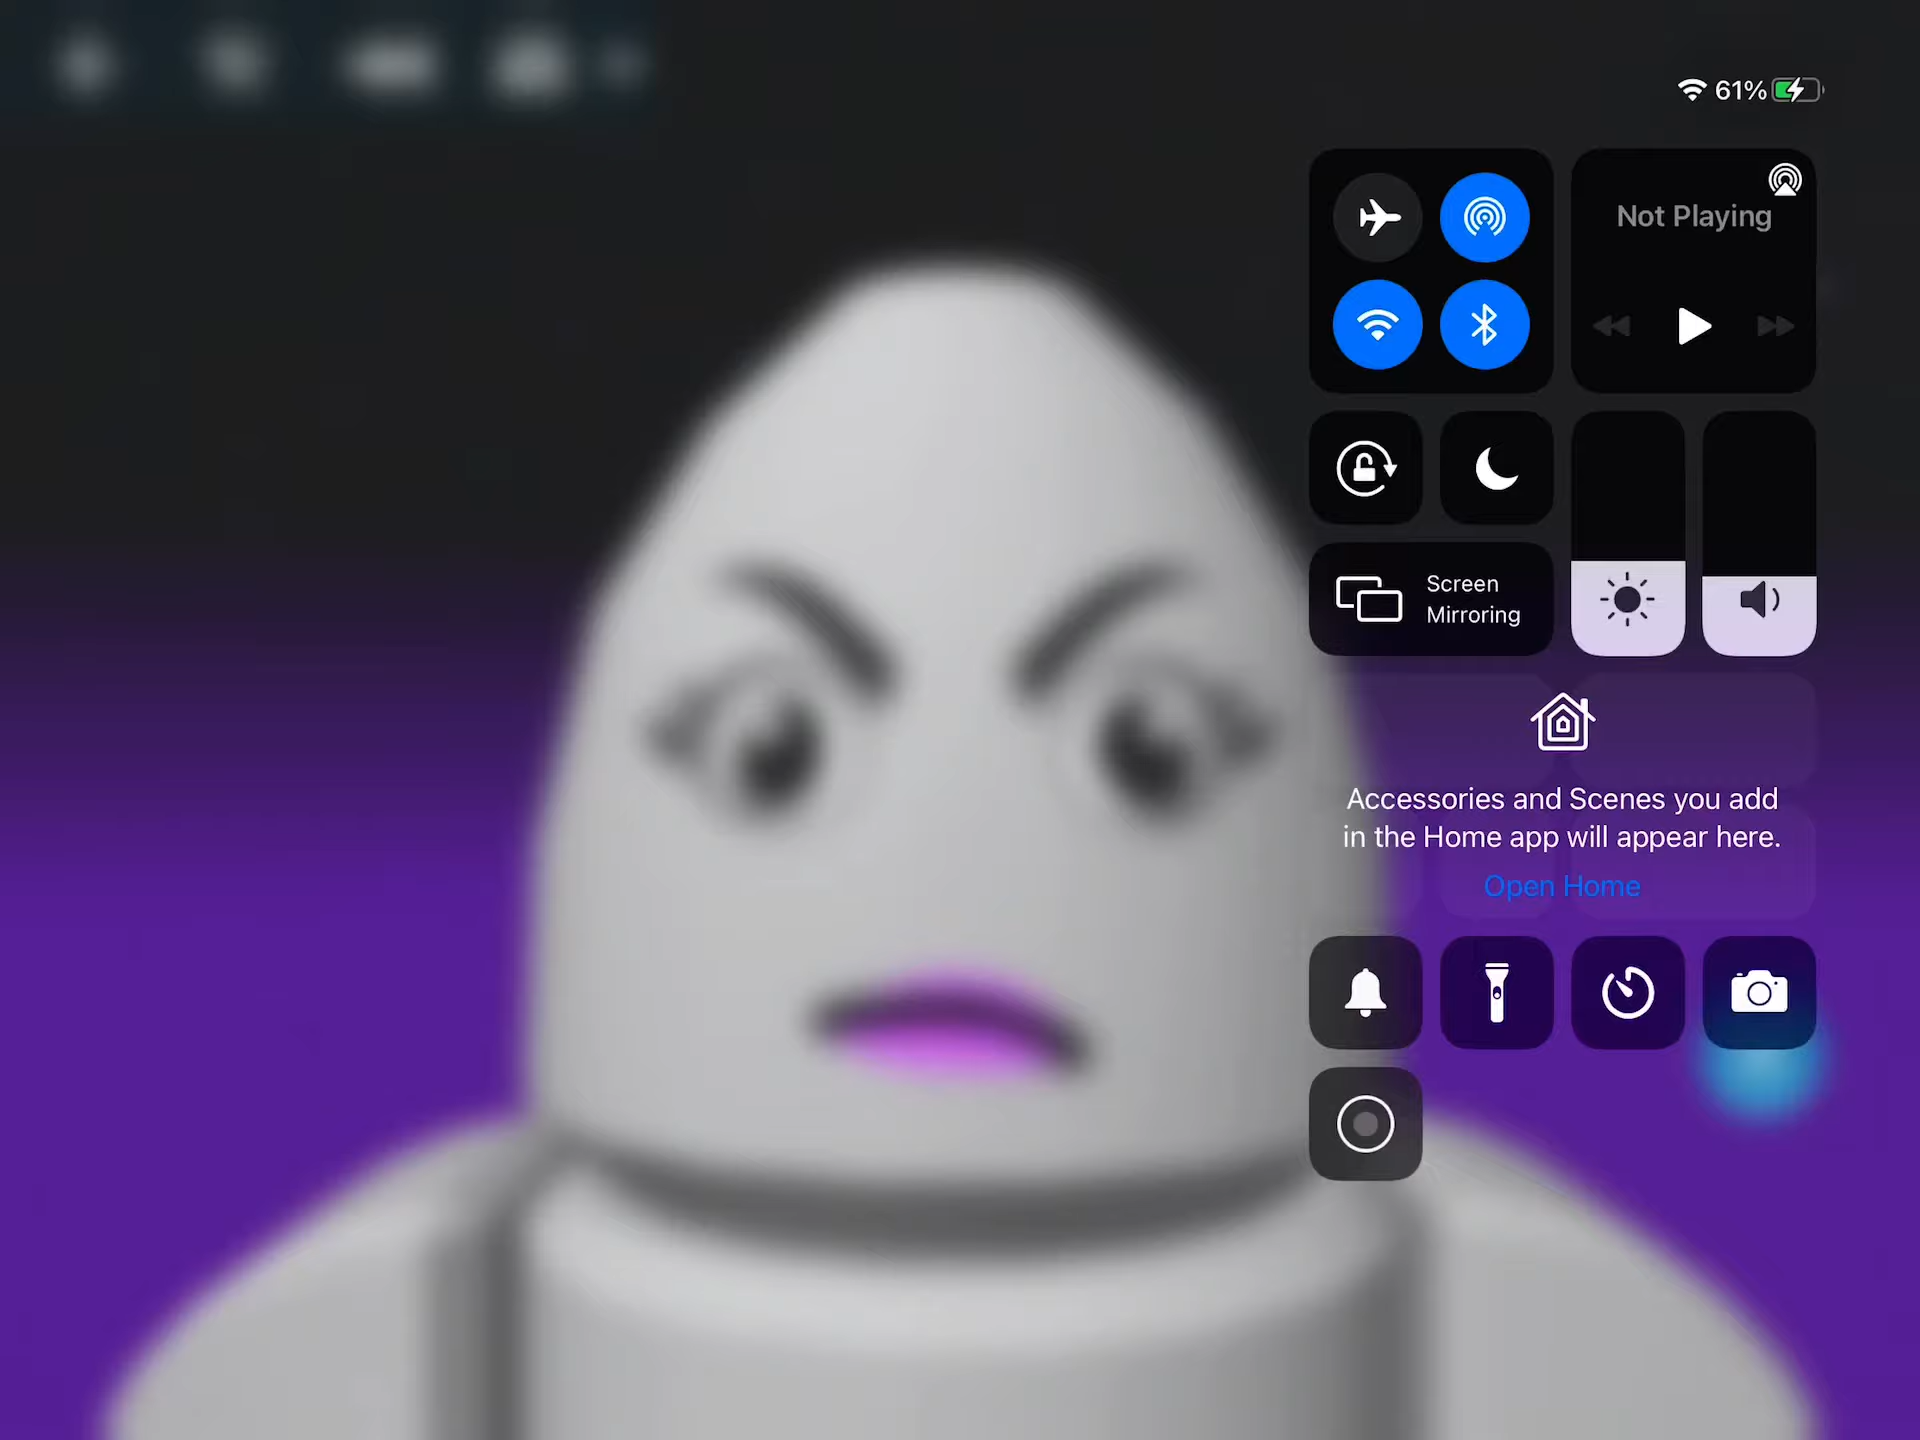 61%
Not Playing
Screen
Mirroring
Accessories and Scenes you add
in the Home app will appear here.
Open Home